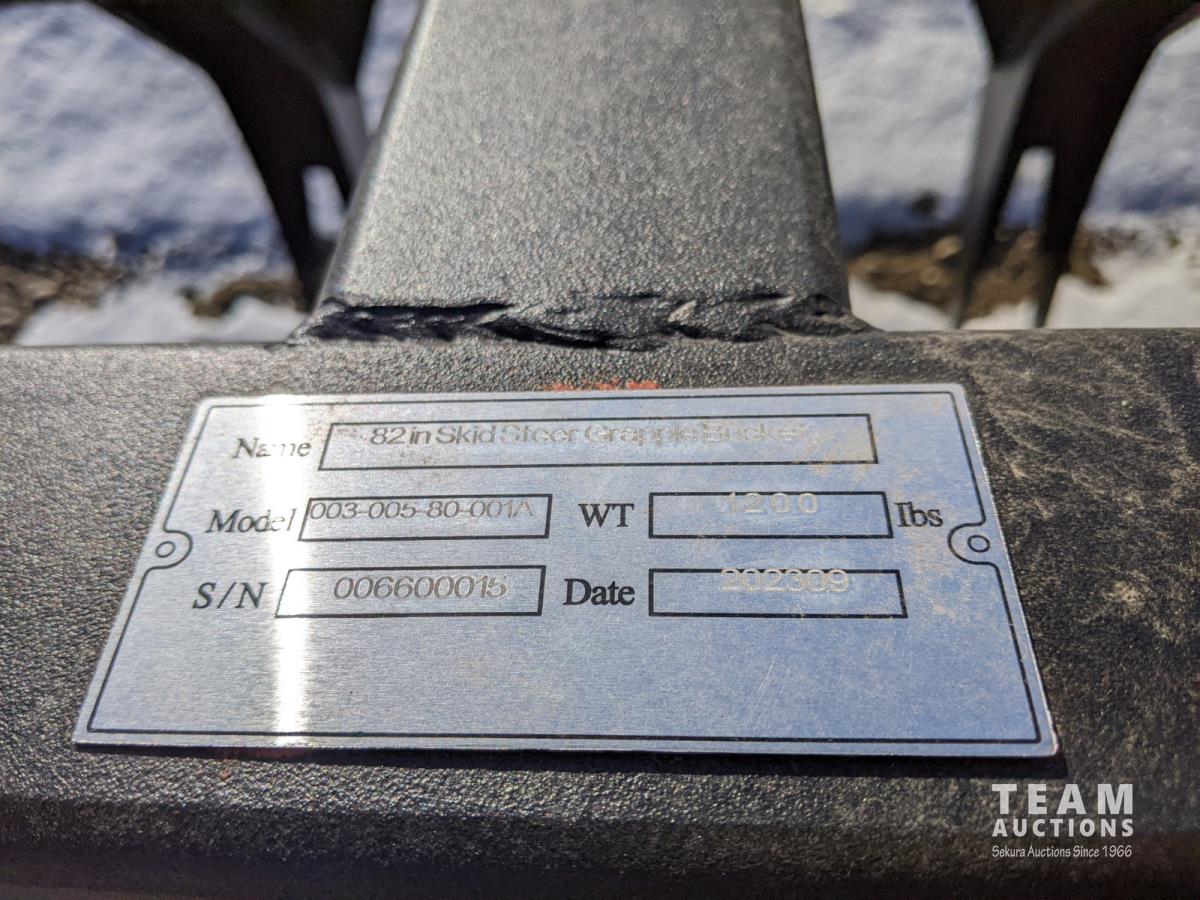 Name 82 in Skid Steer Grapple Bucket
Model 003-005-80-001A WT 1200 Ibs
S/N 006600015 Date 202309
TEAM
AUCTIONS
Sekura Auctions Since 1966